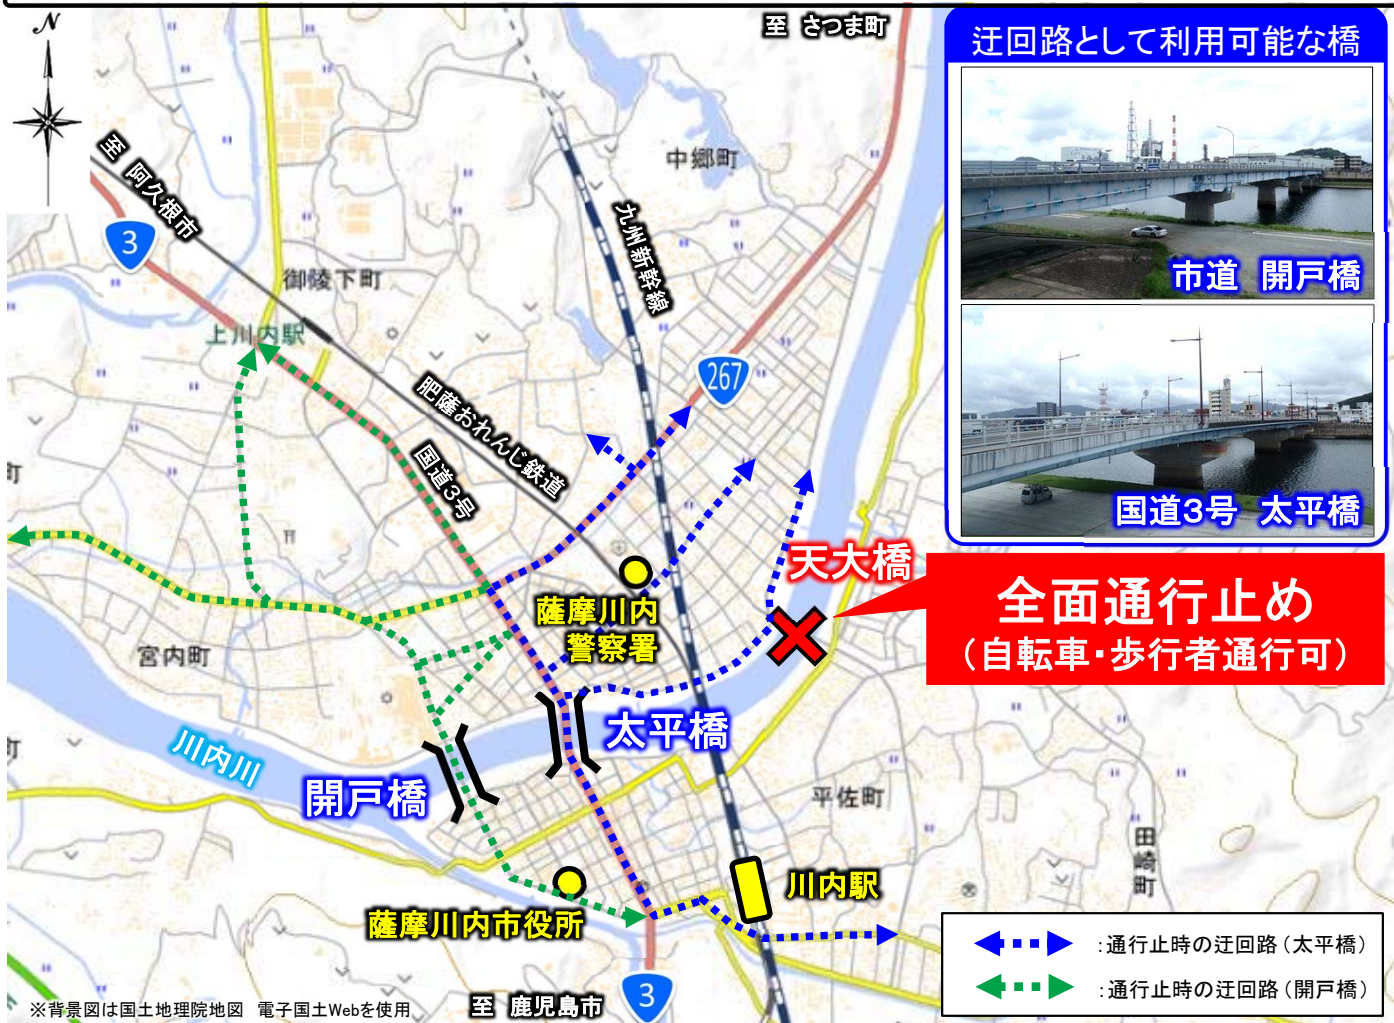 N
至 さつま町
迂回路として利用可能な橋
至 阿久根市
3
中郷町
九州新幹線
御陵下町
上川内駅
市道 開戸橋
267
肥薩おれんじ鉄道
国道3号
国道3号 太平橋
天大橋
全面通行止め
(自転車・歩行者通行可)
薩摩川内
警察署
宮内町
町
町
太平橋
川内川
開戸橋
平佐町
川内駅
薩摩川内市役所
:通行止時の迂回路(太平橋)
:通行止時の迂回路(開戸橋)
至 鹿児島市
3
※背景図は国土地理院地図 電子国土Webを使用